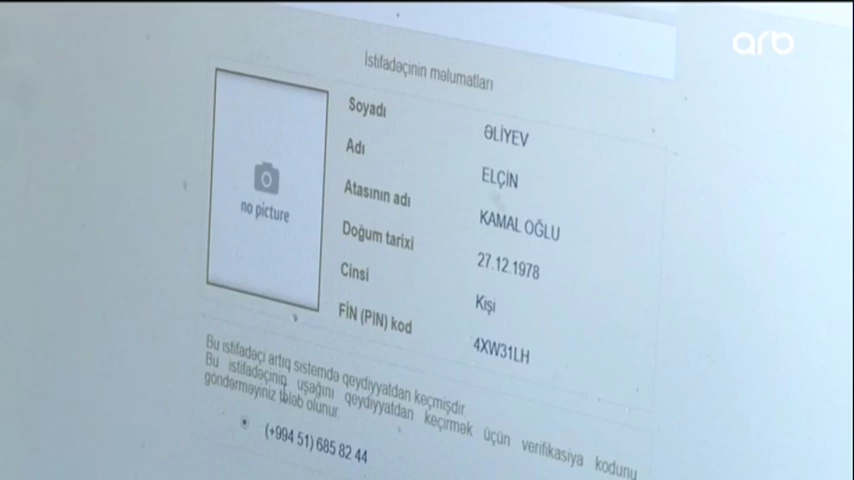 arb
İstifadəçinin məlumatları
no picture
Soyadı ƏLİYEV
Adı ELÇİN
Atasının adı KAMAL OĞLU
Doğum tarixi 27.12.1978
Cinsi Kişi
FİN (PIN) kod 4XW31LH
Bu istifadəçi artıq sistemdə qeydiyyatdan keçmişdir.
Bu istifadəçinin uşağını qeydiyyatdan keçirmək üçün verifikasiya kodunu
göndərməyiniz tələb olunur.
(+994 51) 685 82 44